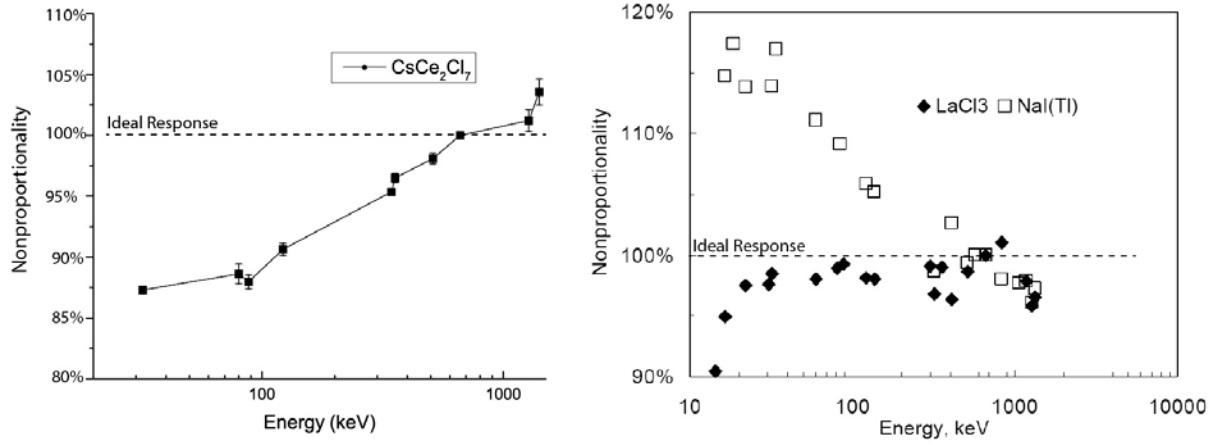 110%
105%
100%
95%
90%
85%
80%
Nonproportionality
CsCe₂Cl₇
Ideal Response
100
1000
Energy (keV)
120%
110%
100%
90%
Nonproportionality
LaCl3
NaI(Tl)
Ideal Response
10
100
1000
10000
Energy, keV